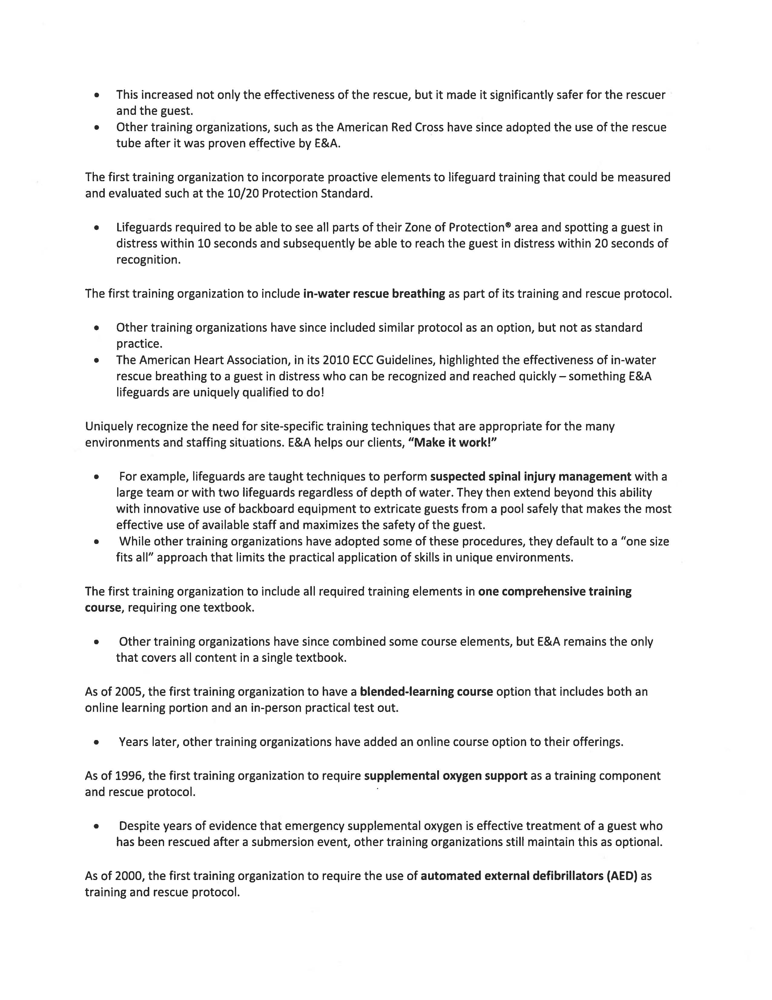 • This increased not only the effectiveness of the rescue, but it made it significantly safer for the rescuer
and the guest.
• Other training organizations, such as the American Red Cross have since adopted the use of the rescue
tube after it was proven effective by E&A.
The first training organization to incorporate proactive elements to lifeguard training that could be measured
and evaluated such at the 10/20 Protection Standard.
• Lifeguards required to be able to see all parts of their Zone of Protection® area and spotting a guest in
distress within 10 seconds and subsequently be able to reach the guest in distress within 20 seconds of
recognition.
The first training organization to include in-water rescue breathing as part of its training and rescue protocol.
• Other training organizations have since included similar protocol as an option, but not as standard
practice.
• The American Heart Association, in its 2010 ECC Guidelines, highlighted the effectiveness of in-water
rescue breathing to a guest in distress who can be recognized and reached quickly – something E&A
lifeguards are uniquely qualified to do!
Uniquely recognize the need for site-specific training techniques that are appropriate for the many
environments and staffing situations. E&A helps our clients, “Make it work!”
• For example, lifeguards are taught techniques to perform suspected spinal injury management with a
large team or with two lifeguards regardless of depth of water. They then extend beyond this ability
with innovative use of backboard equipment to extricate guests from a pool safely that makes the most
effective use of available staff and maximizes the safety of the guest.
• While other training organizations have adopted some of these procedures, they default to a “one size
fits all” approach that limits the practical application of skills in unique environments.
The first training organization to include all required training elements in one comprehensive training
course, requiring one textbook.
• Other training organizations have since combined some course elements, but E&A remains the only
that covers all content in a single textbook.
As of 2005, the first training organization to have a blended-learning course option that includes both an
online learning portion and an in-person practical test out.
• Years later, other training organizations have added an online course option to their offerings.
As of 1996, the first training organization to require supplemental oxygen support as a training component
and rescue protocol.
• Despite years of evidence that emergency supplemental oxygen is effective treatment of a guest who
has been rescued after a submersion event, other training organizations still maintain this as optional.
As of 2000, the first training organization to require the use of automated external defibrillators (AED) as
training and rescue protocol.